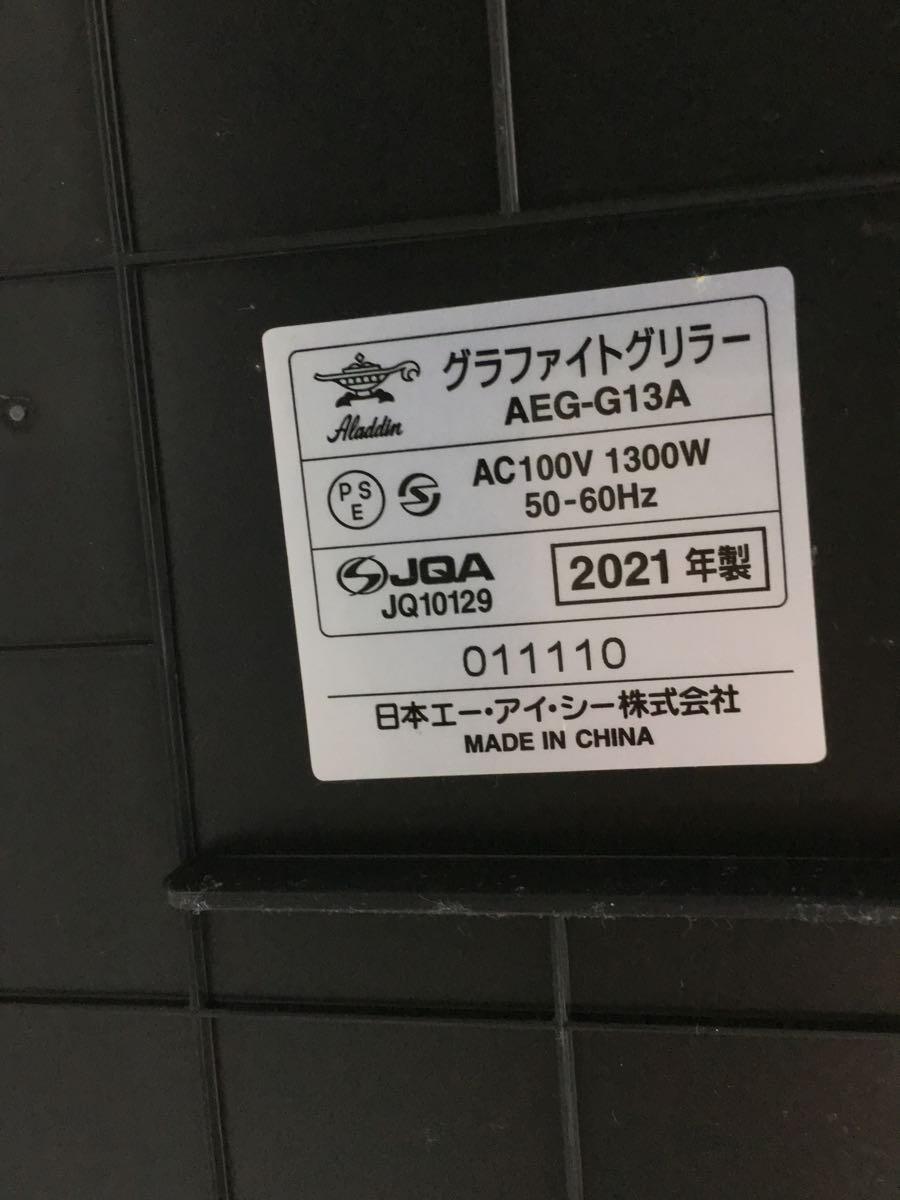 グラファイトグリラー
AEG-G13A
Aladdin
PSE
AC100V 1300W
50-60Hz
JQA
JQ10129
2021 年製
011110
日本エー・アイ・シー株式会社
MADE IN CHINA